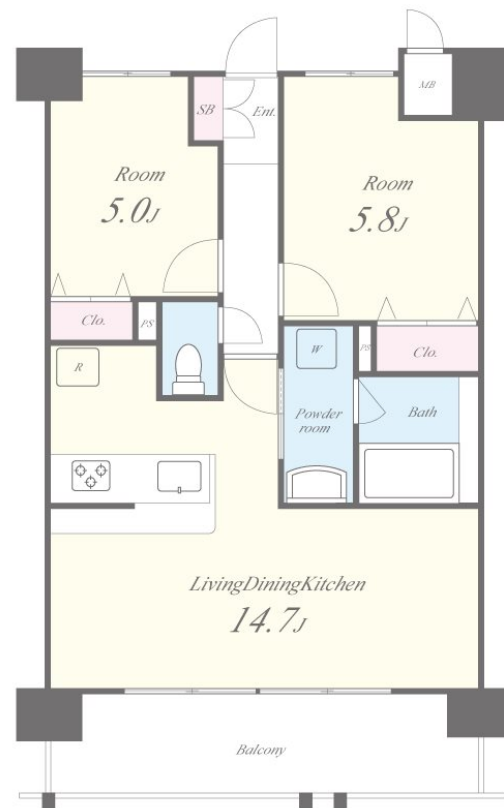 MB
SB
Ent.
Room
5.0J
Room
5.8J
Clo.
PS
PS
Clo.
R
W
Powder
room
Bath
LivingDiningKitchen
14.7J
Balcony